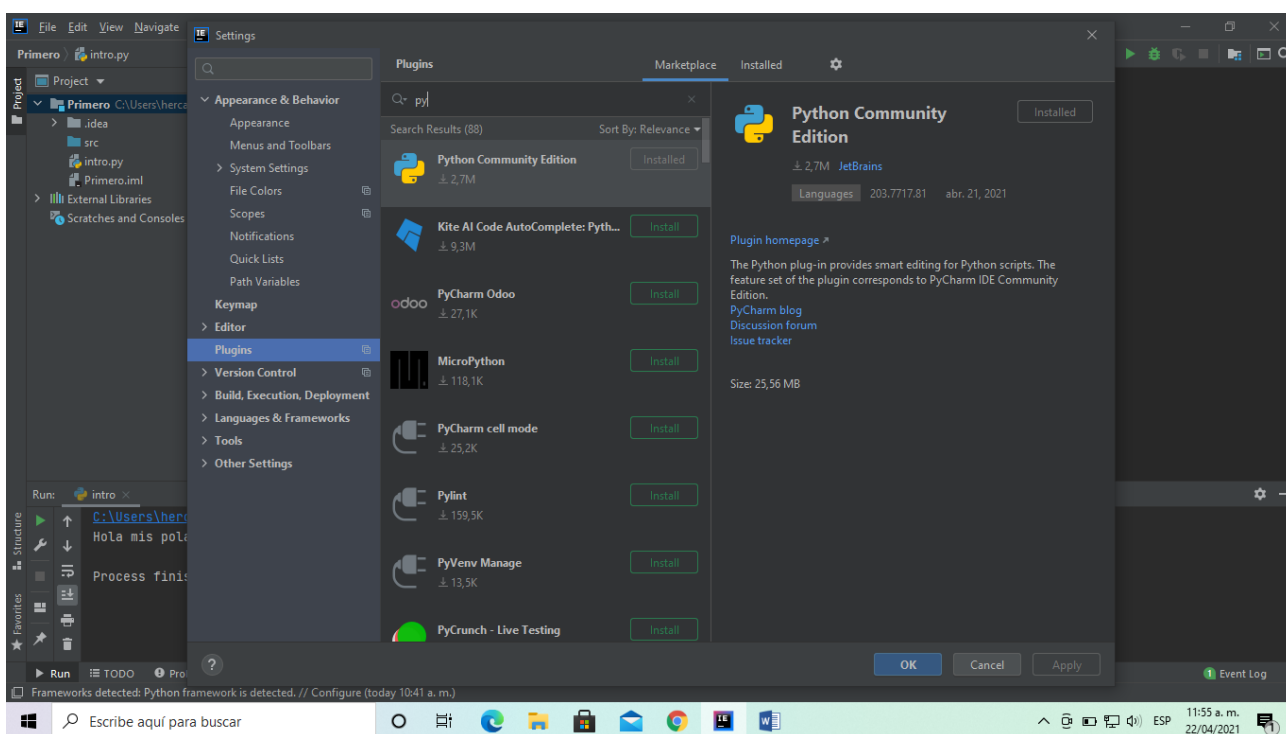 File Edit View Navigate
Primero intro.py
Project
Primero C:\Users\herca
.idea
src
intro.py
Primero.iml
External Libraries
Scratches and Consoles
Project
Structure
Favorites
Run: intro
C:\Users\herc
Hola mis pola
Process finis
Run TODO Pro
Event Log
Frameworks detected: Python framework is detected. // Configure (today 10:41 a. m.)
Settings
Appearance & Behavior
Appearance
Menus and Toolbars
System Settings
File Colors
Scopes
Notifications
Quick Lists
Path Variables
Keymap
Editor
Plugins
Version Control
Build, Execution, Deployment
Languages & Frameworks
Tools
Other Settings
Plugins Marketplace Installed
py
Search Results (88) Sort By: Relevance
Python Community Edition Installed
2,7M
Kite AI Code AutoComplete: Pyth... Install
9,3M
PyCharm Odoo Install
odoo
27,1K
MicroPython Install
118,1K
PyCharm cell mode Install
25,2K
Pylint Install
159,5K
PyVenv Manage Install
13,5K
PyCrunch - Live Testing Install
Python Community Edition Installed
2,7M JetBrains
Languages 203.7717.81 abr. 21, 2021
Plugin homepage
The Python plug-in provides smart editing for Python scripts. The
feature set of the plugin corresponds to PyCharm IDE Community
Edition.
PyCharm blog
Discussion forum
Issue tracker
Size: 25,56 MB
? OK Cancel Apply
Escribe aquí para buscar
ESP 11:55 a. m.
22/04/2021